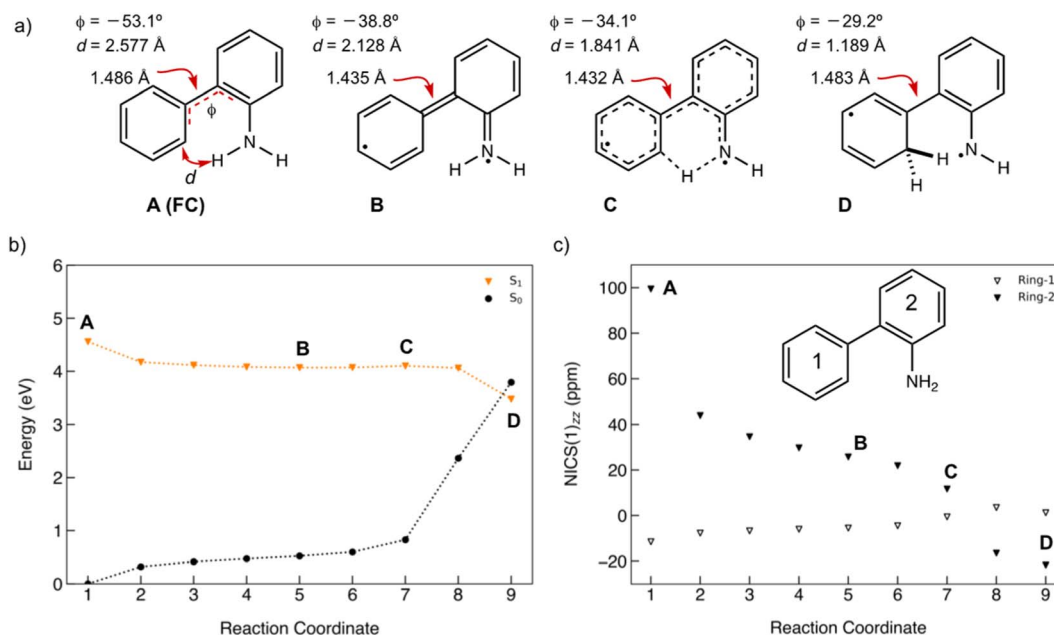 a)
ϕ = −53.1º
d = 2.577 Å
1.486 Å
ϕ
d
H
N
H
A (FC)
ϕ = −38.8º
d = 2.128 Å
1.435 Å
H
N
H
B
ϕ = −34.1º
d = 1.841 Å
1.432 Å
H
N
H
C
ϕ = −29.2º
d = 1.189 Å
1.483 Å
H
N
H
H
D
b)
6
5
4
3
2
1
0
Energy (eV)
S1
S0
A
B
C
D
1 2 3 4 5 6 7 8 9
Reaction Coordinate
c)
100
80
60
40
20
0
−20
NICS(1)zz (ppm)
Ring-1
Ring-2
A
B
C
D
1
2
NH2
1 2 3 4 5 6 7 8 9
Reaction Coordinate